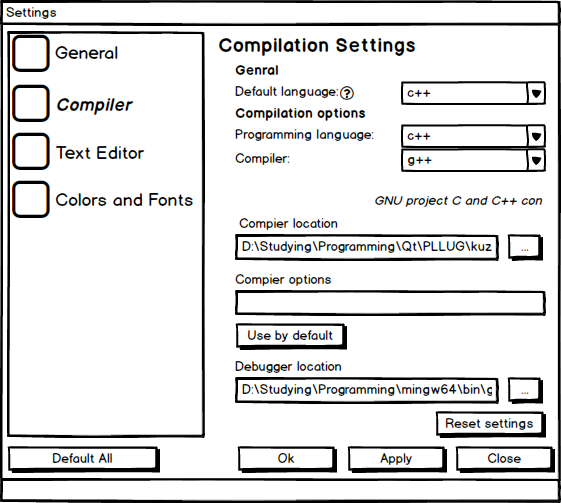 Settings
General
Compiler
Text Editor
Colors and Fonts
Compilation Settings
Genral
Default language: ?
c++
Compilation options
Programming language:
c++
Compiler:
g++
GNU project C and C++ con
Compier location
D:\Studying\Programming\Qt\PLLUG\kuz
...
Compier options
Use by default
Debugger location
D:\Studying\Programming\mingw64\bin\g
...
Reset settings
Default All
Ok
Apply
Close